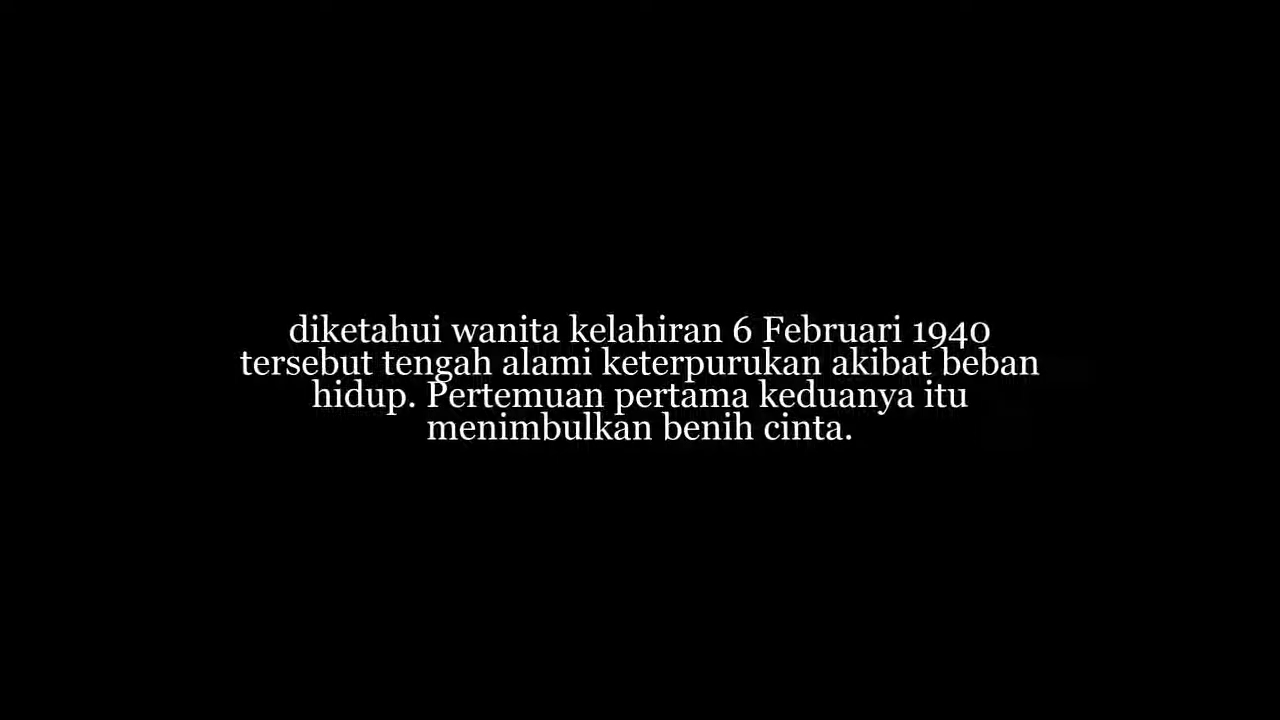 diketahui wanita kelahiran 6 Februari 1940
tersebut tengah alami keterpurukan akibat beban
hidup. Pertemuan pertama keduanya itu
menimbulkan benih cinta.